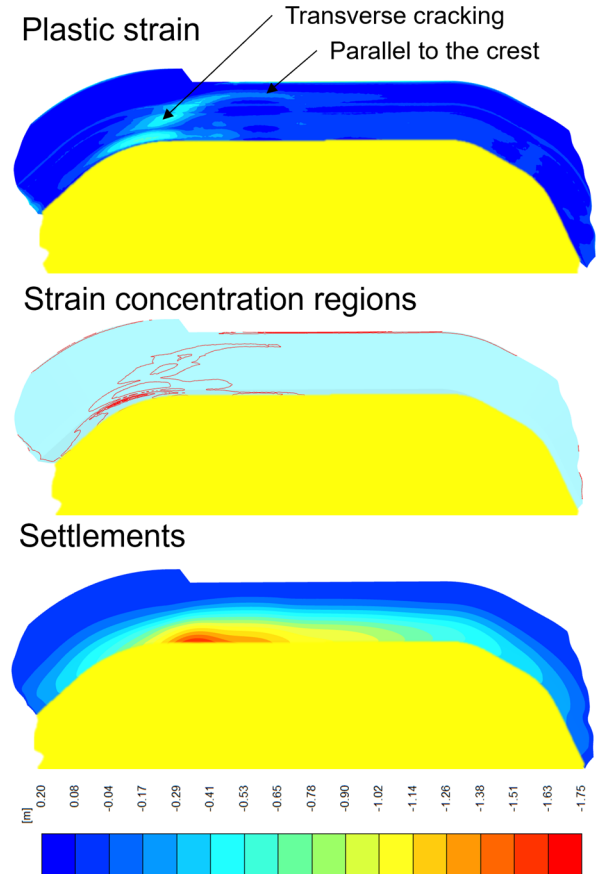 Transverse cracking
Plastic strain
Parallel to the crest
Strain concentration regions
Settlements
[m] 0.20 0.08 -0.04 -0.17 -0.29 -0.41 -0.53 -0.65 -0.78 -0.90 -1.02 -1.14 -1.26 -1.38 -1.51 -1.63 -1.75